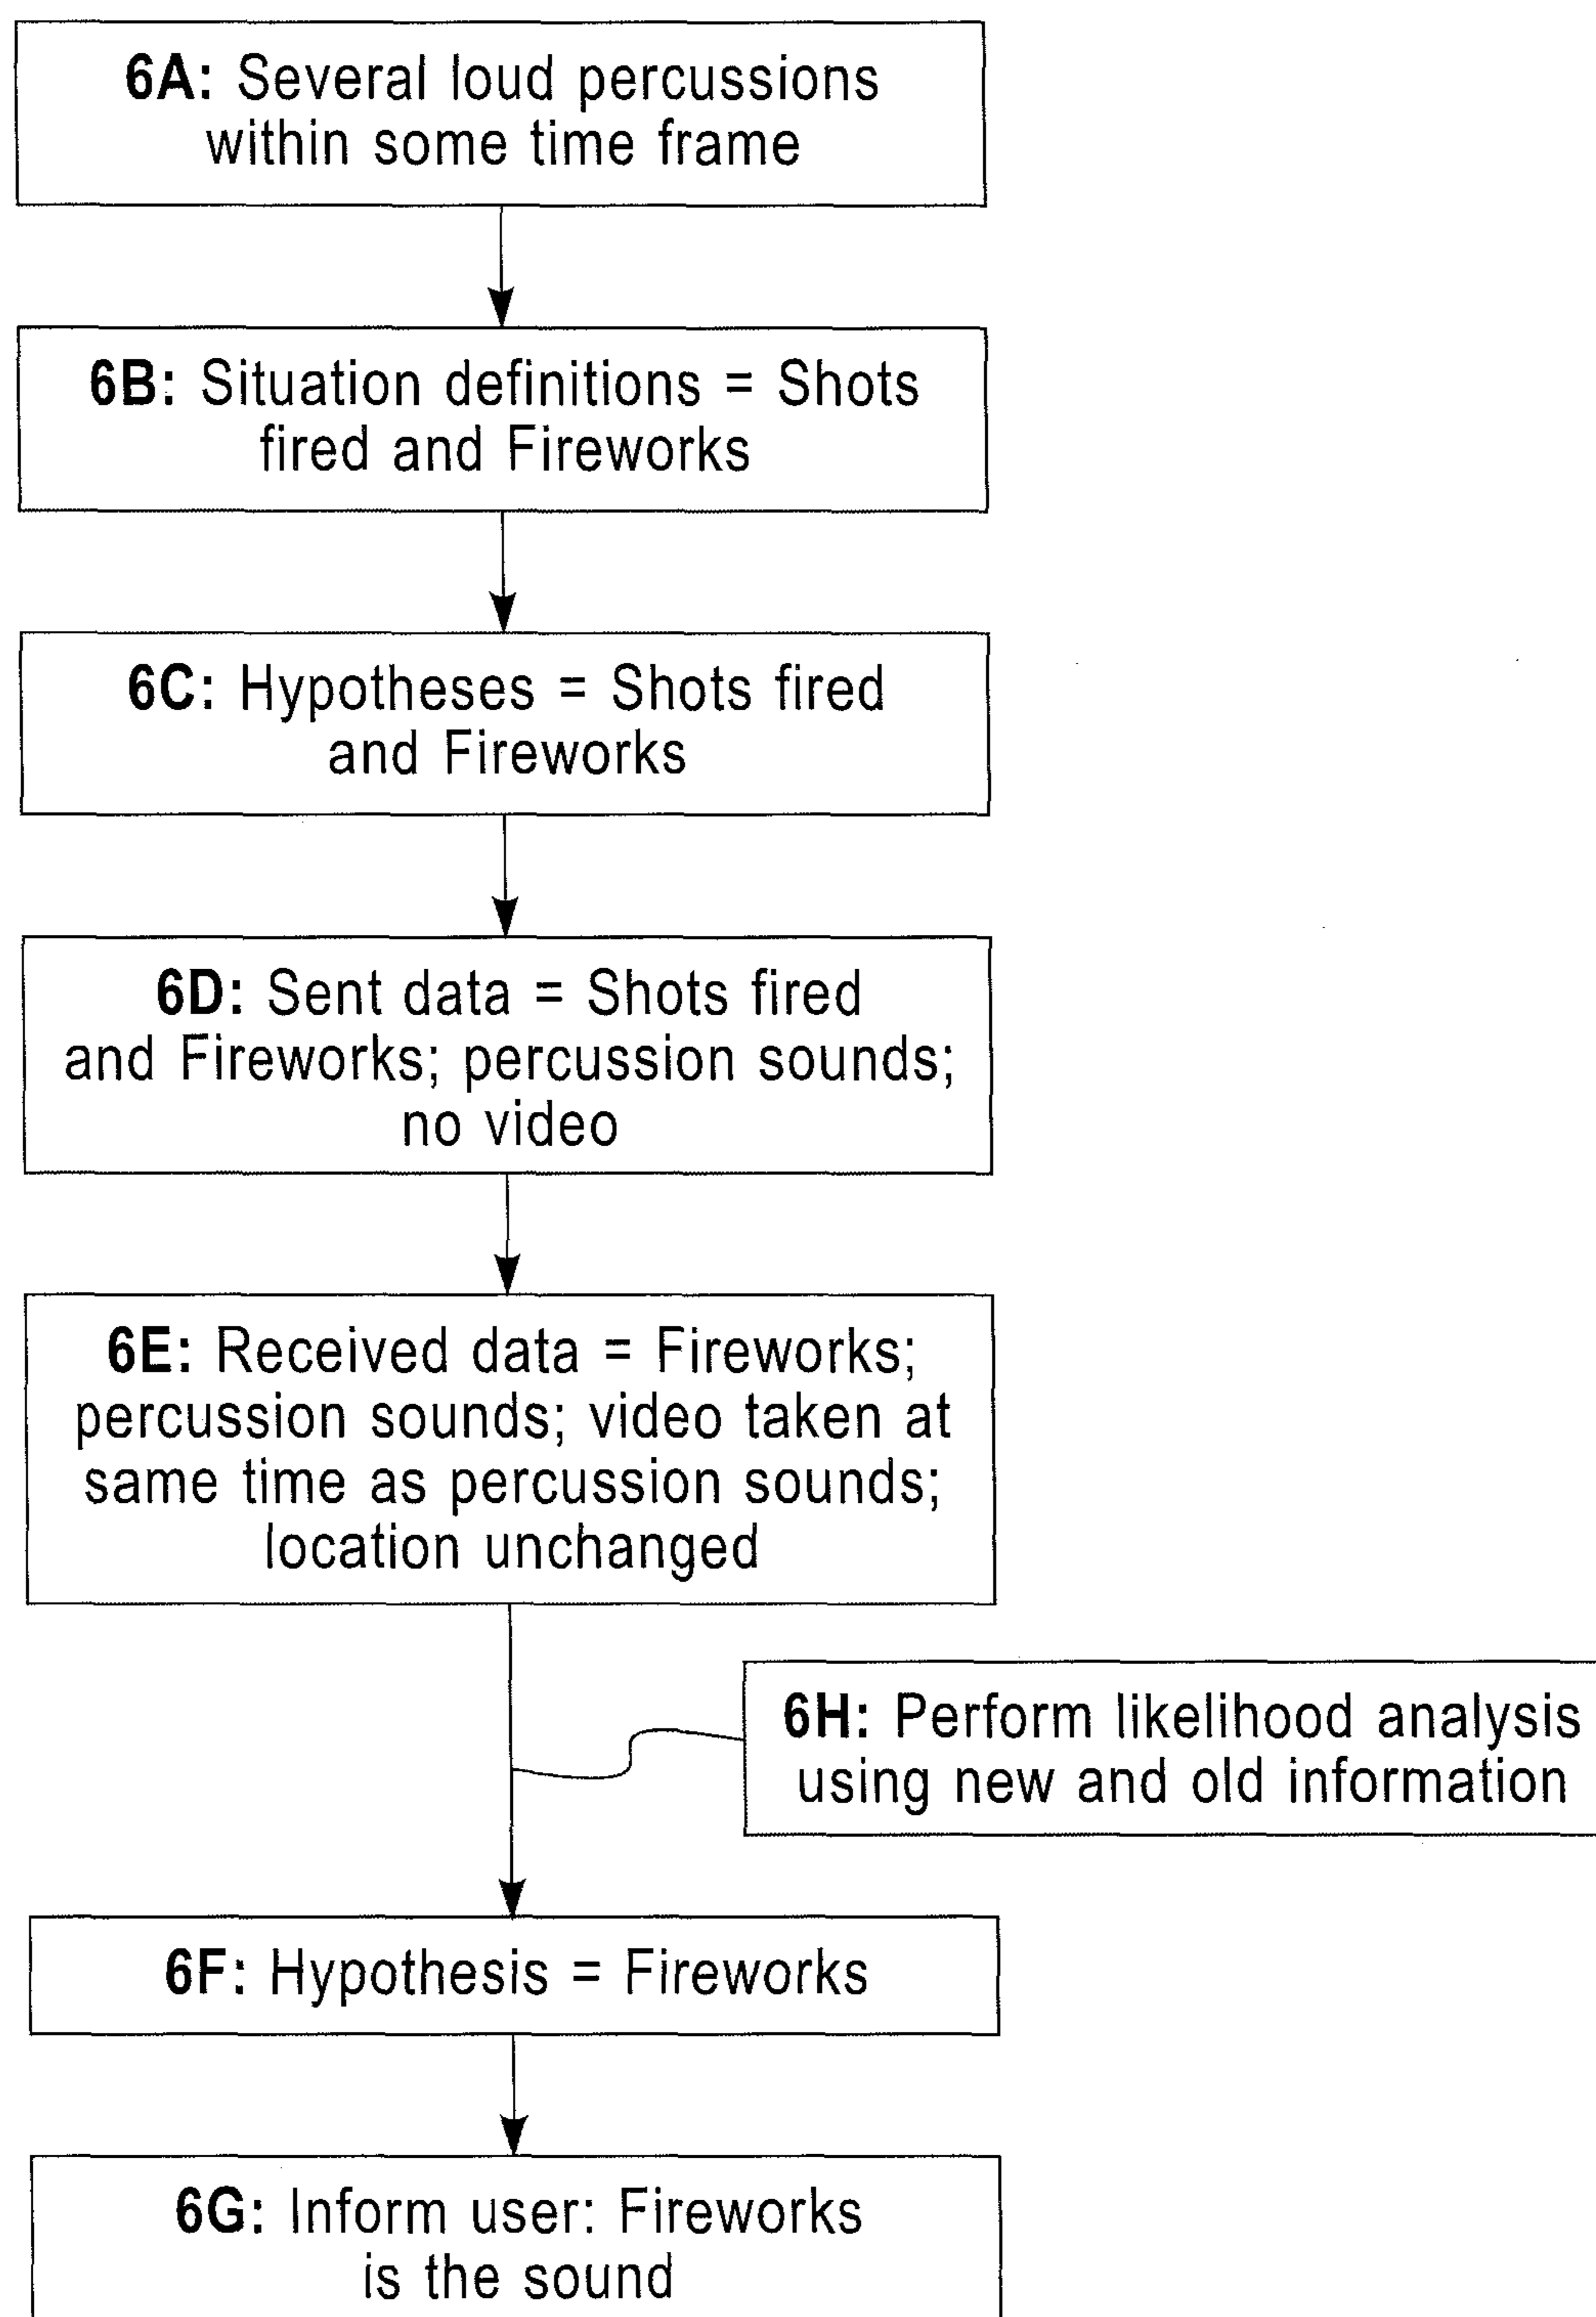 6A: Several loud percussions
within some time frame
6B: Situation definitions = Shots
fired and Fireworks
6C: Hypotheses = Shots fired
and Fireworks
6D: Sent data = Shots fired
and Fireworks; percussion sounds;
no video
6E: Received data = Fireworks;
percussion sounds; video taken at
same time as percussion sounds;
location unchanged
6H: Perform likelihood analysis
using new and old information
6F: Hypothesis = Fireworks
6G: Inform user: Fireworks
is the sound